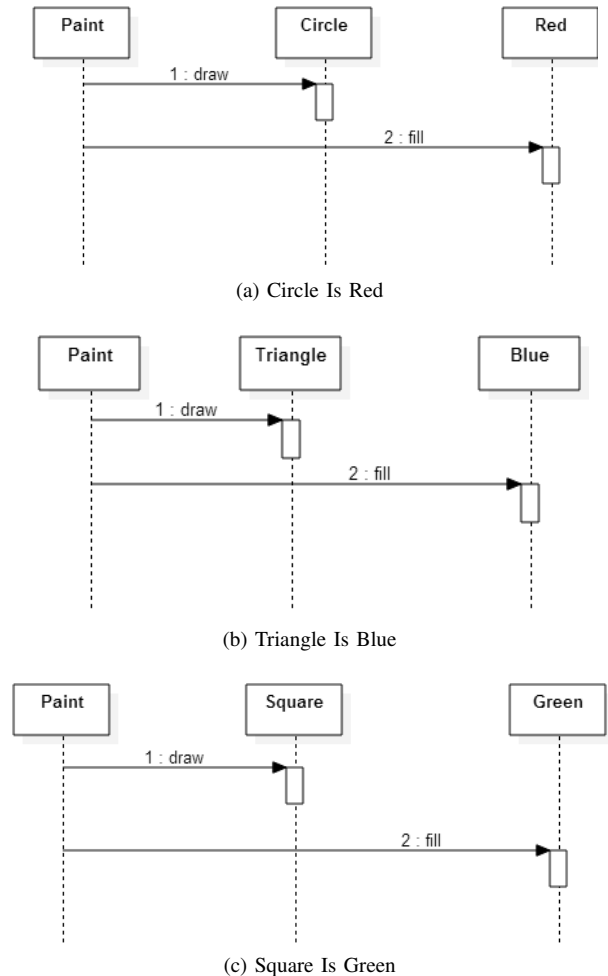 Paint Circle Red
1 : draw
2 : fill
(a) Circle Is Red
Paint Triangle Blue
1 : draw
2 : fill
(b) Triangle Is Blue
Paint Square Green
1 : draw
2 : fill
(c) Square Is Green